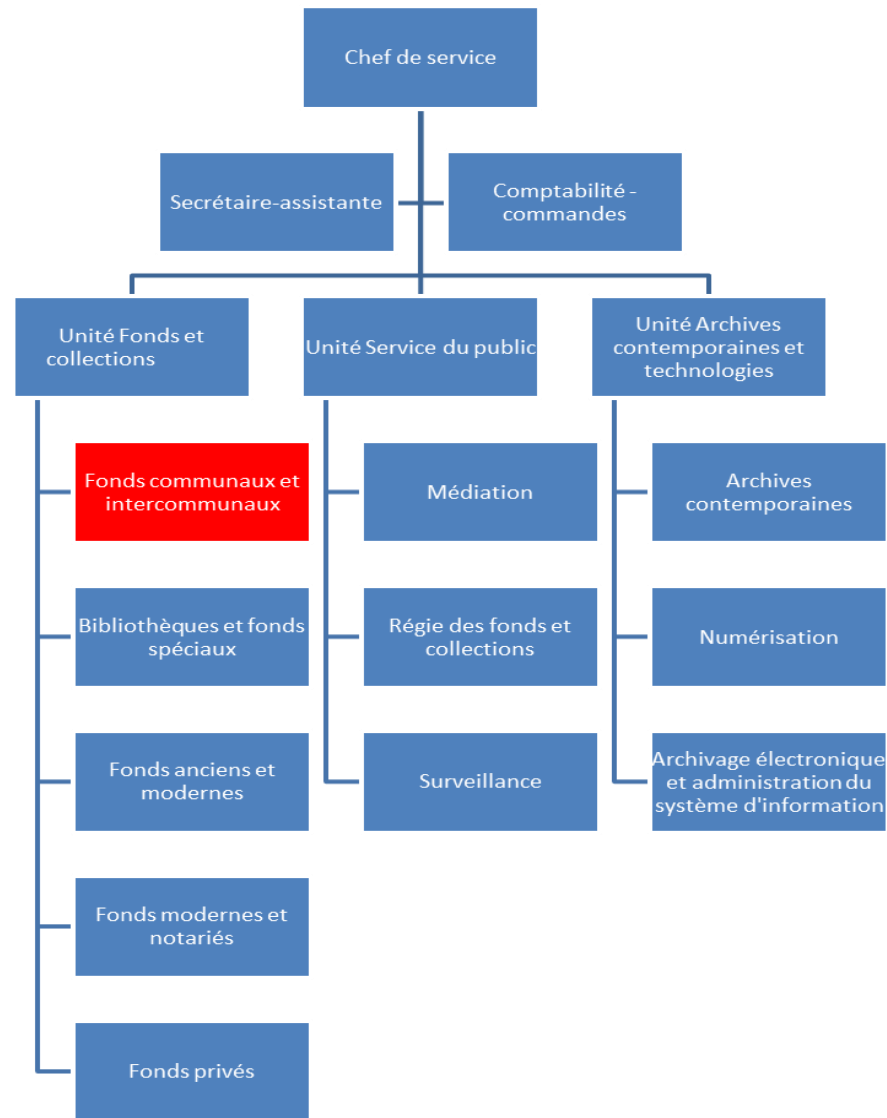 Chef de service
Secrétaire-assistante
Comptabilité -
commandes
Unité Fonds et
collections
Unité Service du public
Unité Archives
contemporaines et
technologies
Fonds communaux et
intercommunaux
Médiation
Archives
contemporaines
Bibliothèques et fonds
spéciaux
Régie des fonds et
collections
Numérisation
Fonds anciens et
modernes
Surveillance
Archivage électronique
et administration du
système d'information
Fonds modernes et
notariés
Fonds privés